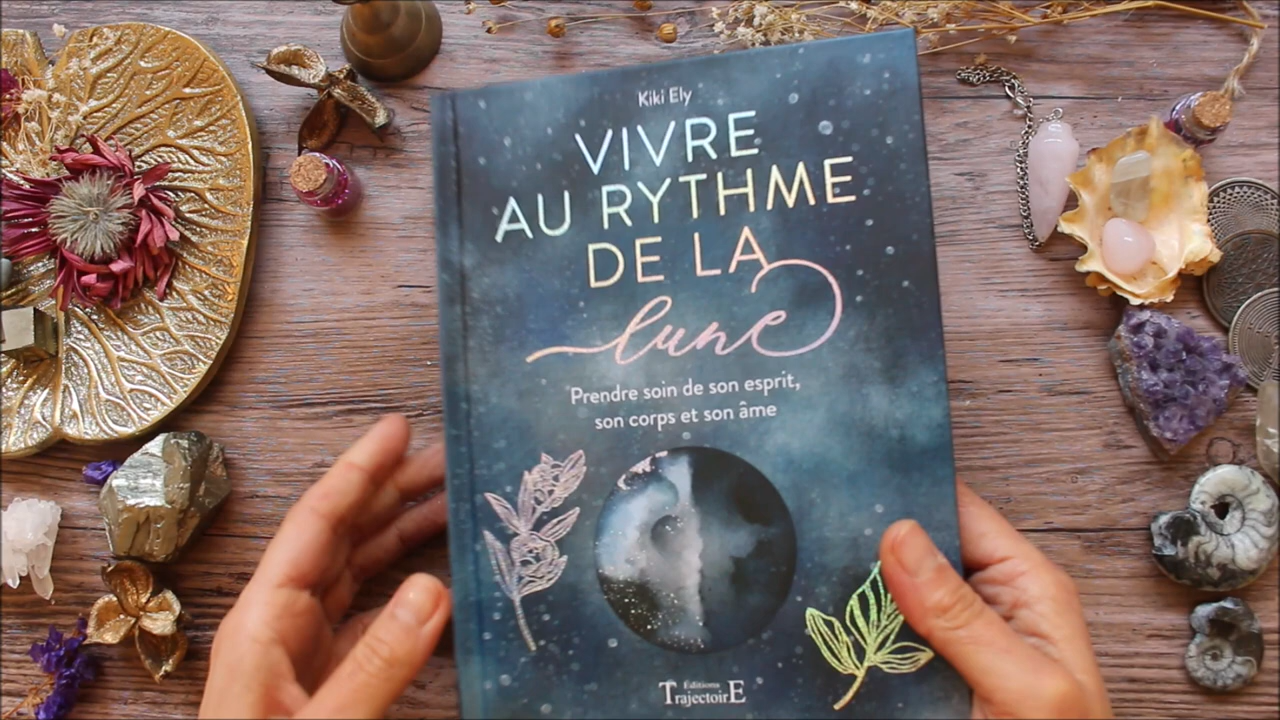 Kiki Ely
VIVRE
AU RYTHME
DE LA
lune
Prendre soin de son esprit,
son corps et son âme
Éditions
TrajectoirE